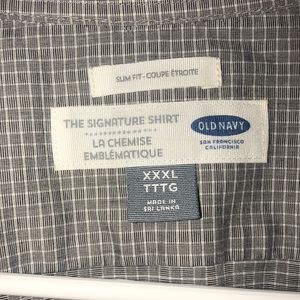 SLIM FIT - COUPE ÉTROITE
THE SIGNATURE SHIRT
LA CHEMISE
EMBLÉMATIQUE
OLD NAVY
SAN FRANCISCO
CALIFORNIA
XXXL
TTTG
MADE IN
SRI LANKA